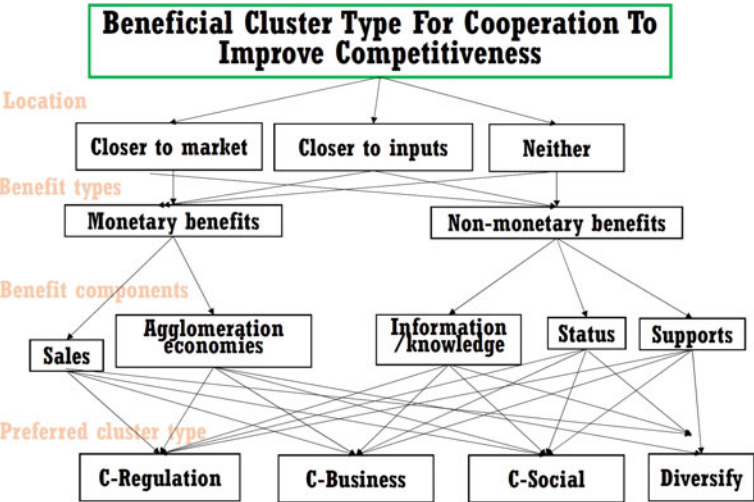 Beneficial Cluster Type For Cooperation To
Improve Competitiveness
Location
Closer to market
Closer to inputs
Neither
Benefit types
Monetary benefits
Non-monetary benefits
Benefit components
Sales
Agglomeration
economies
Information
/knowledge
Status
Supports
Preferred cluster type
C-Regulation
C-Business
C-Social
Diversify